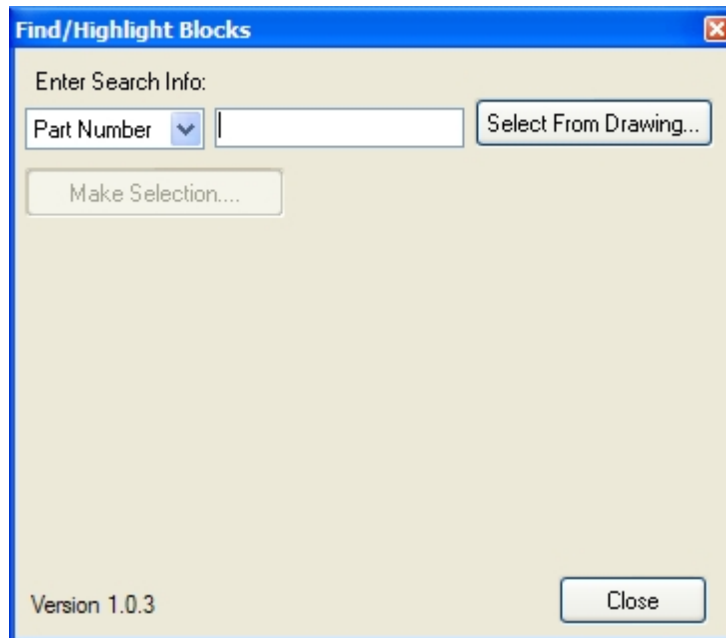 Find/Highlight Blocks
Enter Search Info:
Part Number
Select From Drawing...
Make Selection....
Version 1.0.3
Close